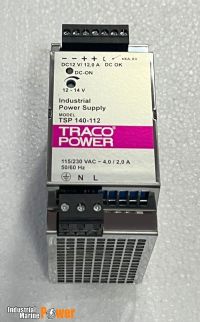 + + − −
DC12 V/ 12,0 A DC OK
DC-ON
12 - 14 V
Industrial
Power Supply
MODEL
TSP 140-112
TRACO
POWER
115/230 VAC ~ 4,0 / 2,0 A
50/60 Hz
N L
Industrial
Marine Power